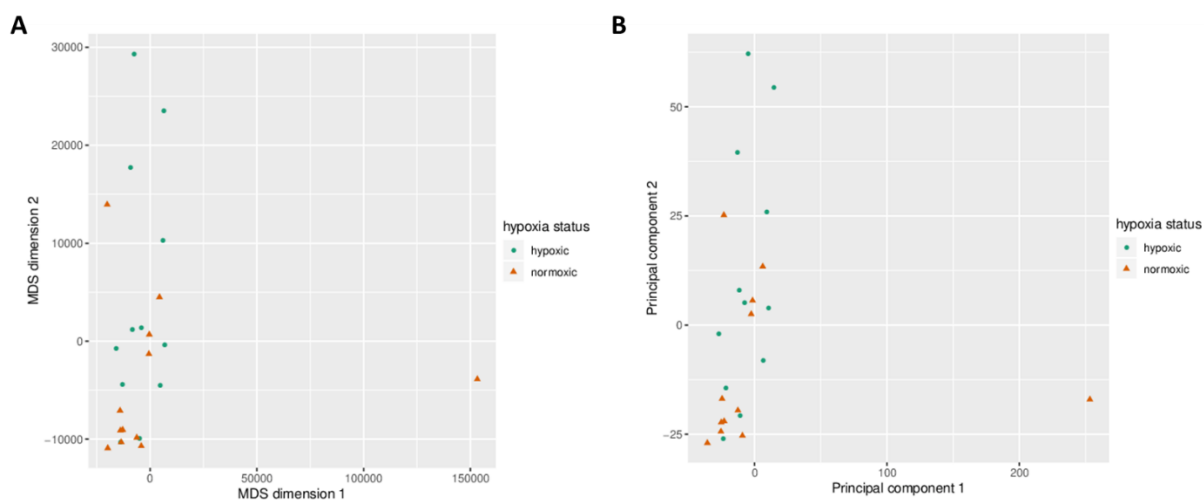 A
30000
20000
10000
0
−10000
MDS dimension 2
0
50000
100000
150000
MDS dimension 1
hypoxia status
hypoxic
normoxic
B
50
25
0
−25
Principal component 2
0
100
200
Principal component 1
hypoxia status
hypoxic
normoxic